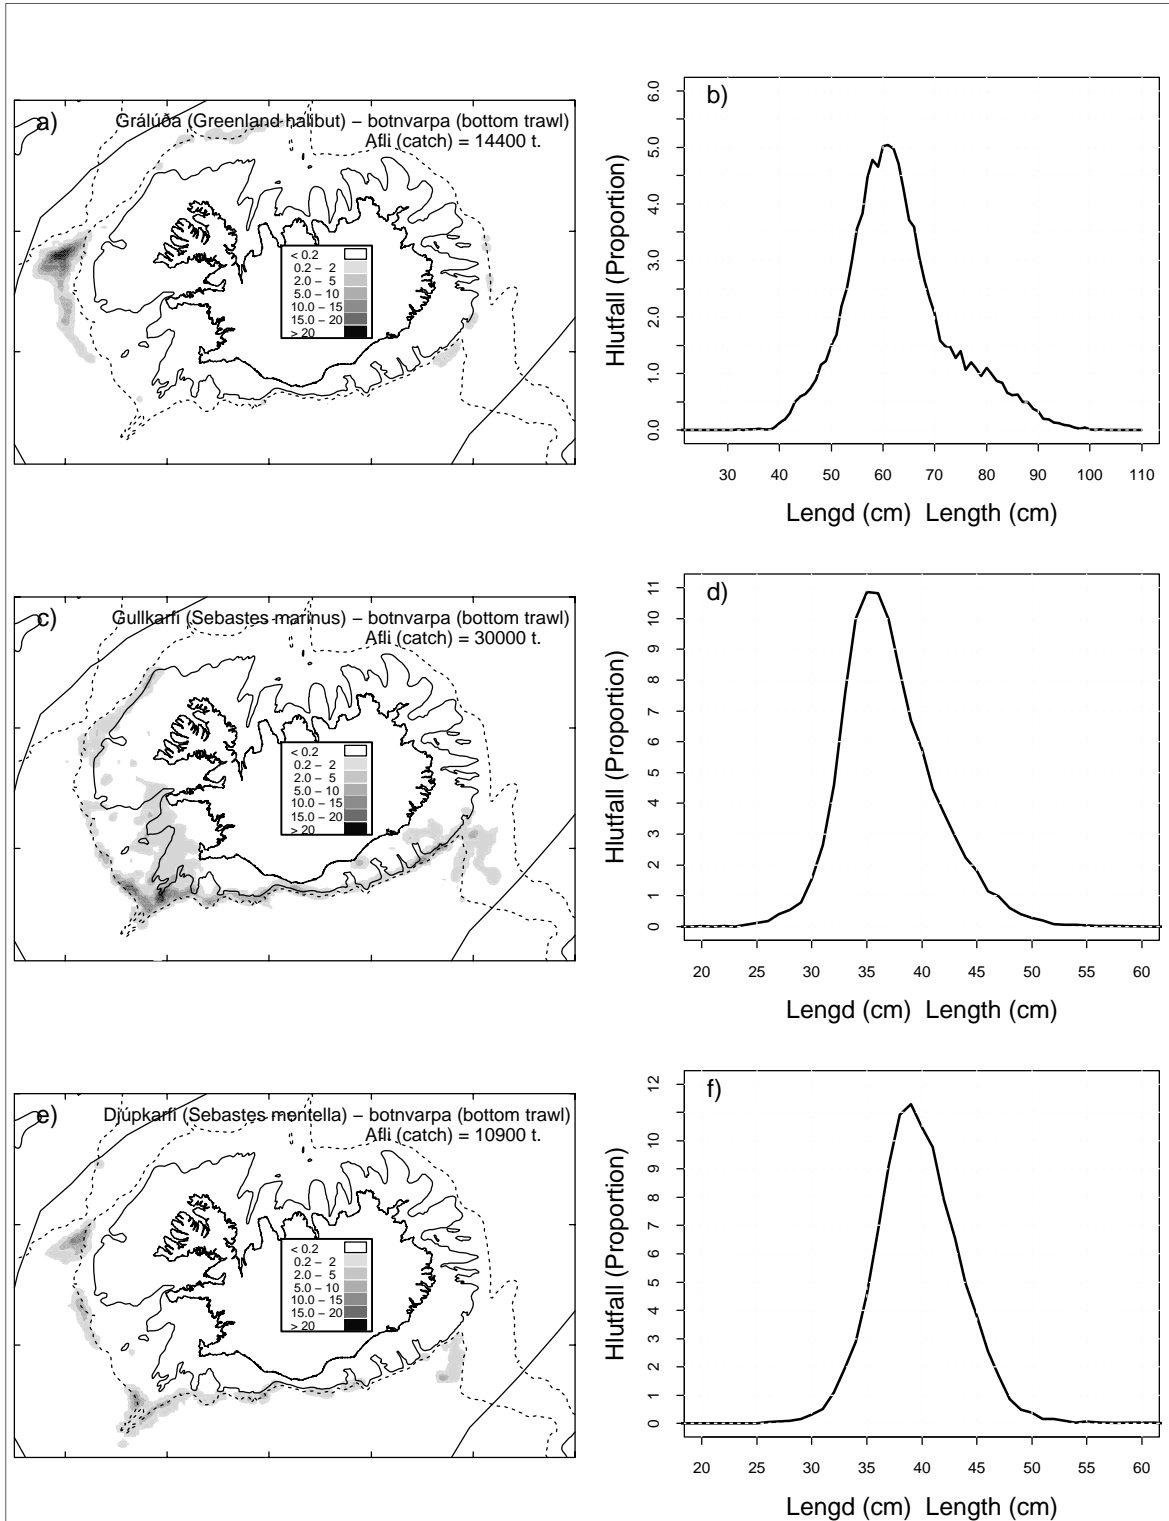 a) Grálúða (Greenland halibut) – botnvarpa (bottom trawl)
Afli (catch) = 14400 t.
< 0.2
0.2 – 2
2.0 – 5
5.0 – 10
10.0 – 15
15.0 – 20
> 20
b)
Hlutfall (Proportion)
6.0
5.0
4.0
3.0
2.0
1.0
0.0
30 40 50 60 70 80 90 100 110
Lengd (cm) Length (cm)
c) Gullkarfi (Sebastes marinus) – botnvarpa (bottom trawl)
Afli (catch) = 30000 t.
< 0.2
0.2 – 2
2.0 – 5
5.0 – 10
10.0 – 15
15.0 – 20
> 20
d)
Hlutfall (Proportion)
11
10
9
8
7
6
5
4
3
2
1
0
20 25 30 35 40 45 50 55 60
Lengd (cm) Length (cm)
e) Djúpkarfi (Sebastes mentella) – botnvarpa (bottom trawl)
Afli (catch) = 10900 t.
< 0.2
0.2 – 2
2.0 – 5
5.0 – 10
10.0 – 15
15.0 – 20
> 20
f)
Hlutfall (Proportion)
12
11
10
9
8
7
6
5
4
3
2
1
0
20 25 30 35 40 45 50 55 60
Lengd (cm) Length (cm)